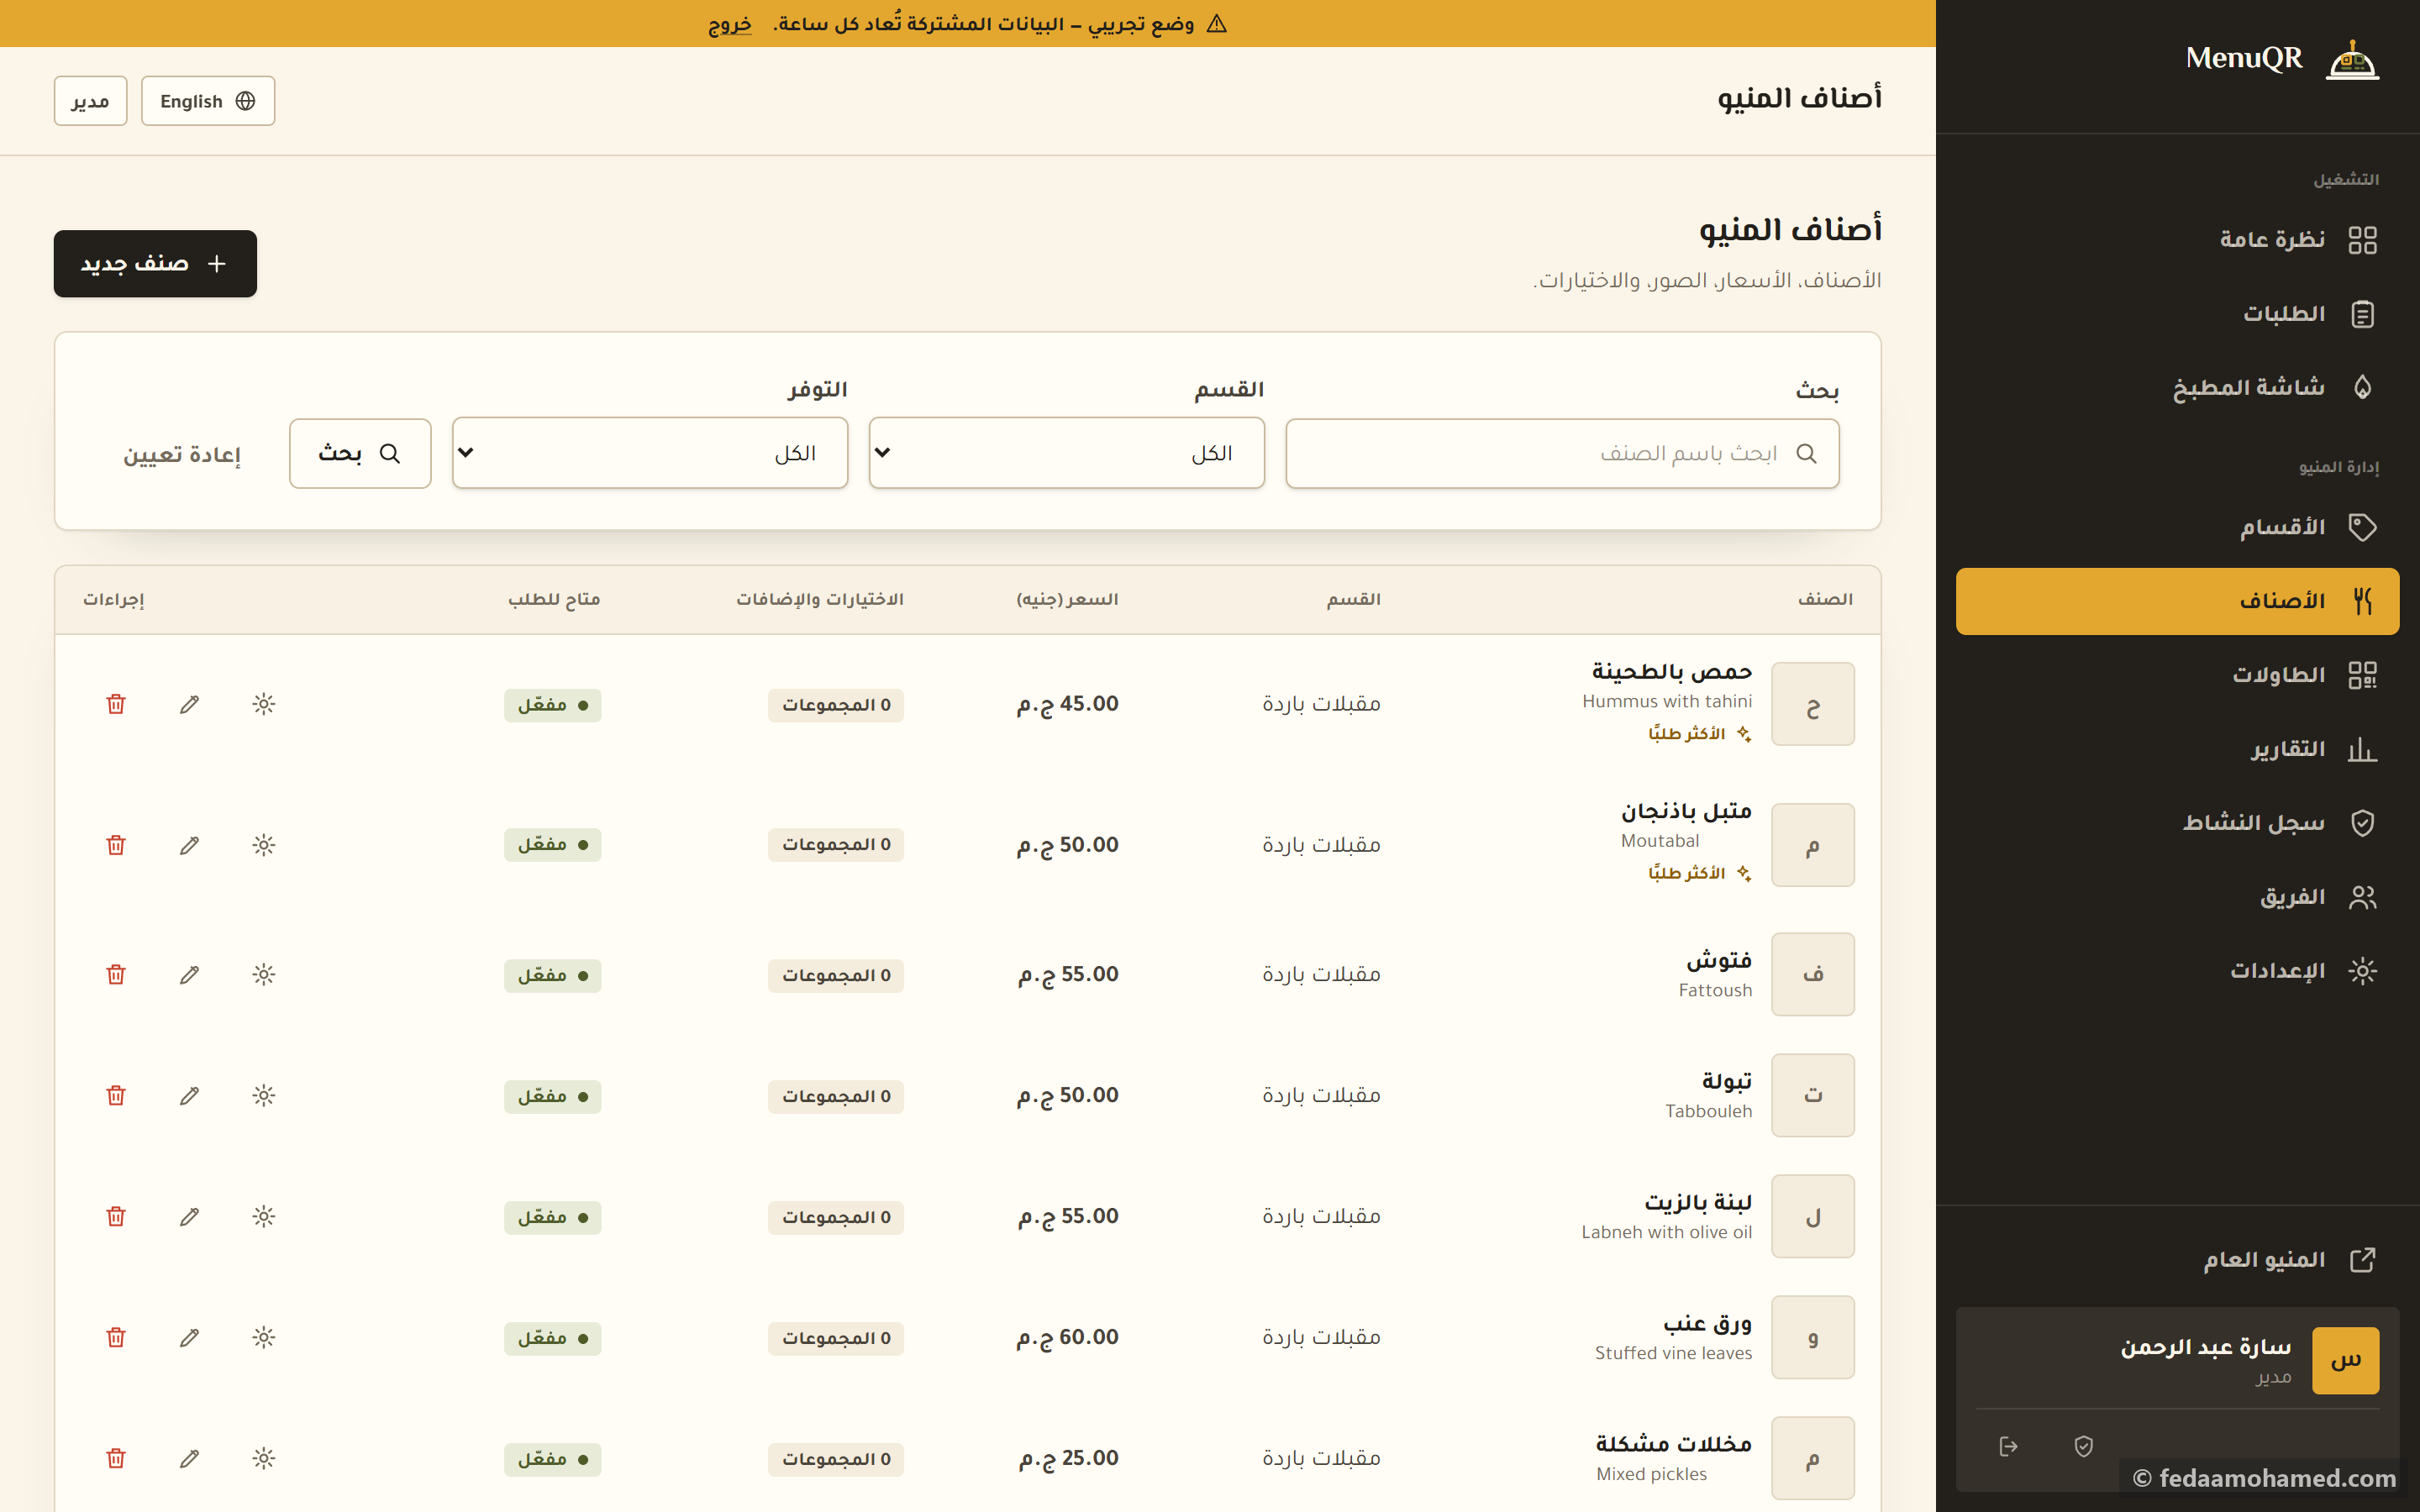 وضع تجريبي – البيانات المشتركة تُعاد كل ساعة. خروج
MenuQR
التشغيل
نظرة عامة
الطلبات
شاشة المطبخ
إدارة المنيو
الأقسام
الأصناف
الطاولات
التقارير
سجل النشاط
الفريق
الإعدادات
المنيو العام
س
سارة عبد الرحمن
مدير
أصناف المنيو
English
مدير
أصناف المنيو
الأصناف، الأسعار، الصور، والاختيارات.
صنف جديد
بحث
القسم
التوفر
ابحث باسم الصنف
الكل
الكل
بحث
إعادة تعيين
الصنف القسم السعر (جنيه) الاختيارات والإضافات متاح للطلب إجراءات
ح
حمص بالطحينة
Hummus with tahini
الأكثر طلبًا
مقبلات باردة 45.00 ج.م 0 المجموعات مفعّل
م
متبل باذنجان
Moutabal
الأكثر طلبًا
مقبلات باردة 50.00 ج.م 0 المجموعات مفعّل
ف
فتوش
Fattoush
مقبلات باردة 55.00 ج.م 0 المجموعات مفعّل
ت
تبولة
Tabbouleh
مقبلات باردة 50.00 ج.م 0 المجموعات مفعّل
ل
لبنة بالزيت
Labneh with olive oil
مقبلات باردة 55.00 ج.م 0 المجموعات مفعّل
و
ورق عنب
Stuffed vine leaves
مقبلات باردة 60.00 ج.م 0 المجموعات مفعّل
م
مخللات مشكلة
Mixed pickles
مقبلات باردة 25.00 ج.م 0 المجموعات مفعّل
© fedaamohamed.com